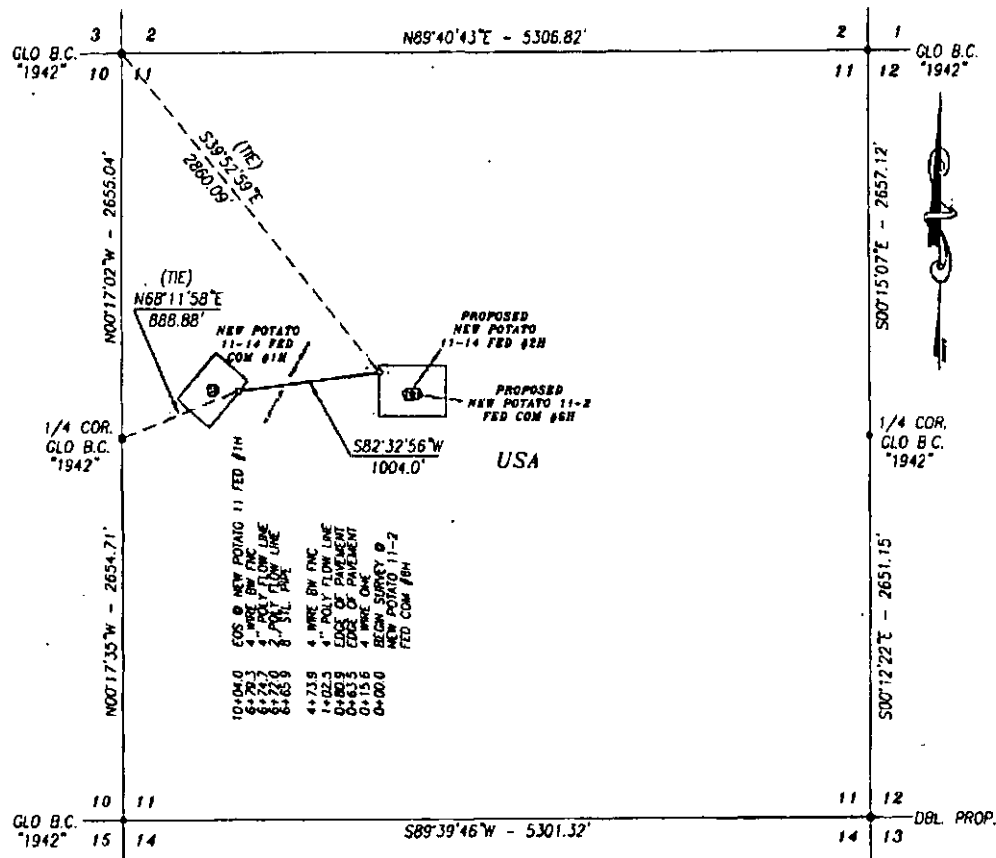 3 2
N89°40'43"E - 5306.82'
2 1
GLO B.C.
"1942"
10 11
11 12
GLO B.C.
"1942"
(TIE)
S39°52'59"E
2860.09'
N00°17'02"W - 2655.04'
S00°15'07"E - 2657.12'
(TIE)
N68°11'58"E
888.88'
NEW POTATO
11-14 FED
COM #1H
PROPOSED
NEW POTATO
11-14 FED #2H
PROPOSED
NEW POTATO 11-2
FED COM #6H
1/4 COR.
GLO B.C.
"1942"
S82°32'56"W
1004.0'
USA
1/4 COR.
GLO B.C.
"1942"
N00°17'35"W - 2654.71'
S00°12'22"E - 2651.15'
10+04.0 EOS @ NEW POTATO 11 FED #1H
6+79.3 4 WIRE BW FNC
6+74.7 4" POLY FLOW LINE
6+72.0 2 POLY FLOW LINE
6+65.9 8" STL. PIPE
4+73.9 4 WIRE BW FNC
1+02.5 4" POLY FLOW LINE
0+80.9 EDGE OF PAVEMENT
0+63.5 EDGE OF PAVEMENT
0+15.6 4 WIRE OHE
0+00.0 BEGIN SURVEY @
NEW POTATO 11-2
FED COM #6H
10 11
11 12
GLO B.C.
"1942"
15 14
S89°39'46"W - 5301.32'
14 13
DBL. PROP.